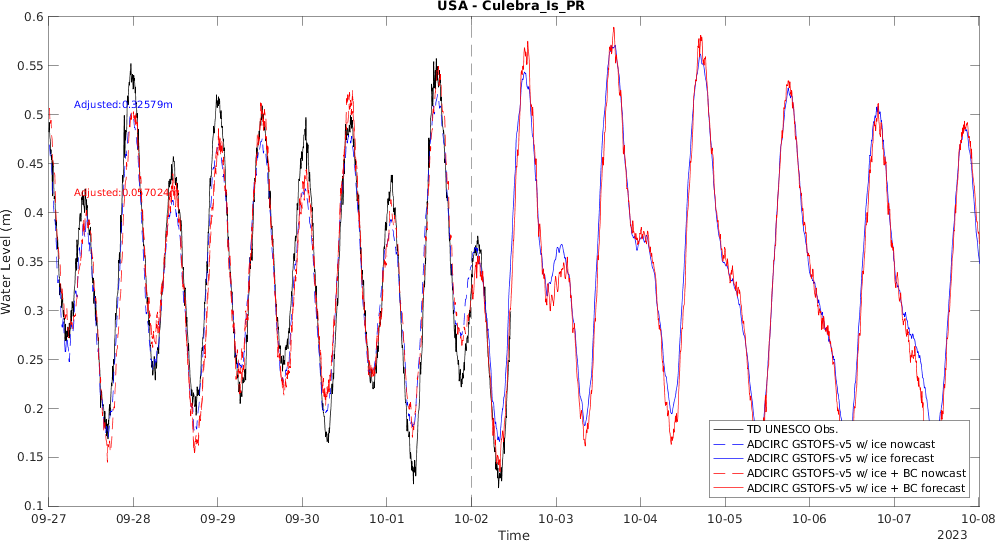 USA - Culebra_Is_PR
0.6
0.55
0.5
0.45
0.4
0.35
0.3
0.25
0.2
0.15
0.1
Water Level (m)
Adjusted:0.32579m
Adjusted:0.057024
TD UNESCO Obs.
ADCIRC GSTOFS-v5 w/ ice nowcast
ADCIRC GSTOFS-v5 w/ ice forecast
ADCIRC GSTOFS-v5 w/ ice + BC nowcast
ADCIRC GSTOFS-v5 w/ ice + BC forecast
09-27 09-28 09-29 09-30 10-01 10-02 10-03 10-04 10-05 10-06 10-07 10-08
Time
2023